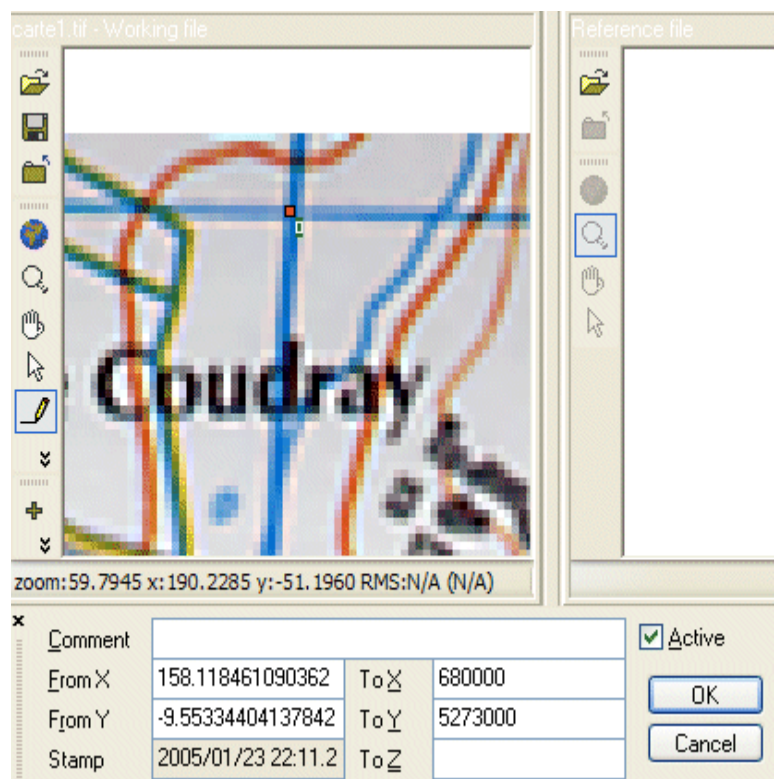 carte1.tif - Working file
Reference file
Coudray
zoom:59.7945 x:190.2285 y:-51.1960 RMS:N/A (N/A)
Comment
Active
From X 158.118461090362 To X 680000
From Y -9.55334404137842 To Y 5273000
OK
Stamp 2005/01/23 22:11.2 To Z
Cancel